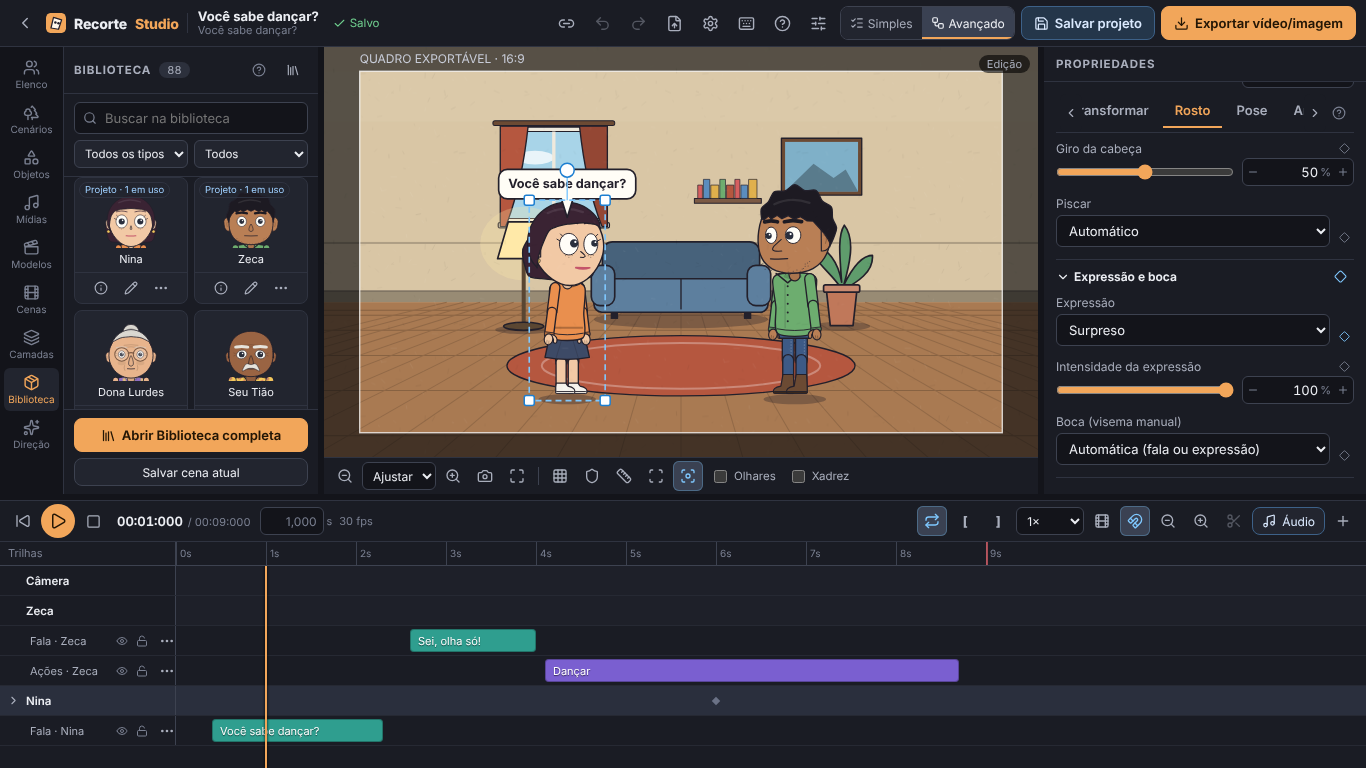 Recorte Studio
Você sabe dançar?
Você sabe dançar?
Salvo
Simples
Avançado
Salvar projeto
Exportar vídeo/imagem
Elenco
Cenários
Objetos
Mídias
Modelos
Cenas
Camadas
Biblioteca
Direção
BIBLIOTECA 88
Buscar na biblioteca
Todos os tipos
Todos
Projeto · 1 em uso
Projeto · 1 em uso
Nina
Zeca
Dona Lurdes
Seu Tião
Abrir Biblioteca completa
Salvar cena atual
QUADRO EXPORTÁVEL · 16:9
Edição
Você sabe dançar?
Ajustar
Olhares
Xadrez
PROPRIEDADES
ransformar
Rosto
Pose
A
Giro da cabeça
50 %
Piscar
Automático
Expressão e boca
Expressão
Surpreso
Intensidade da expressão
100 %
Boca (visema manual)
Automática (fala ou expressão)
00:01:000 / 00:09:000
1,000 s
30 fps
[ ]
1×
Áudio
Trilhas
0s 1s 2s 3s 4s 5s 6s 7s 8s 9s
Câmera
Zeca
Fala · Zeca
Sei, olha só!
Ações · Zeca
Dançar
Nina
Fala · Nina
Você sabe dançar?